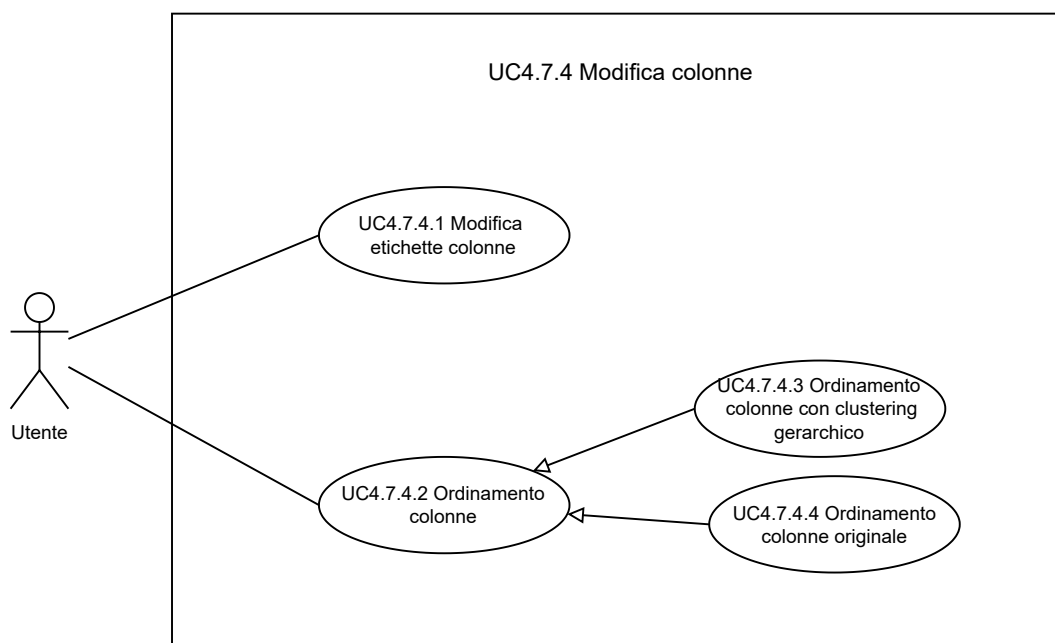 UC4.7.4 Modifica colonne
UC4.7.4.1 Modifica
etichette colonne
Utente
UC4.7.4.2 Ordinamento
colonne
UC4.7.4.3 Ordinamento
colonne con clustering
gerarchico
UC4.7.4.4 Ordinamento
colonne originale